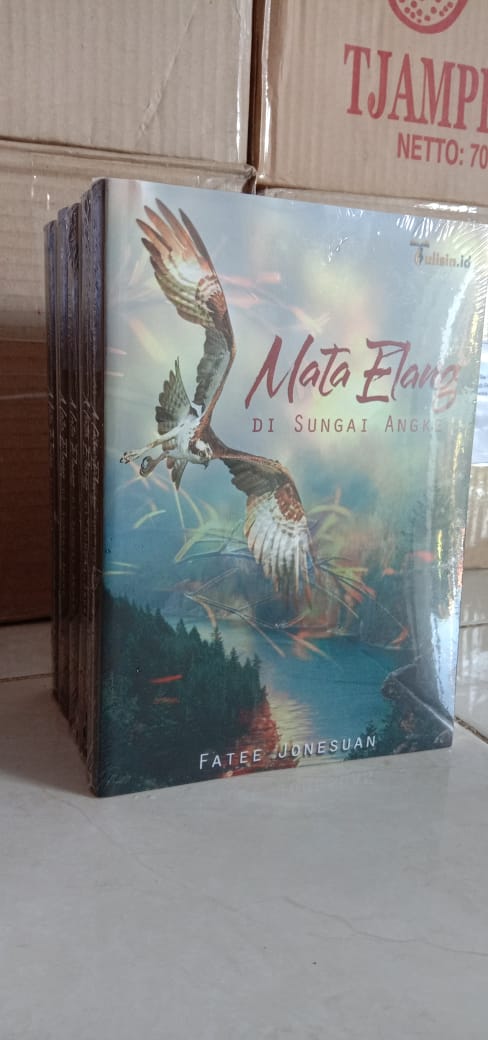 TJAMP
NETTO: 70
Tulisin.id
Mata Elang
DI SUNGAI ANGKE
FATEE JONESUAN